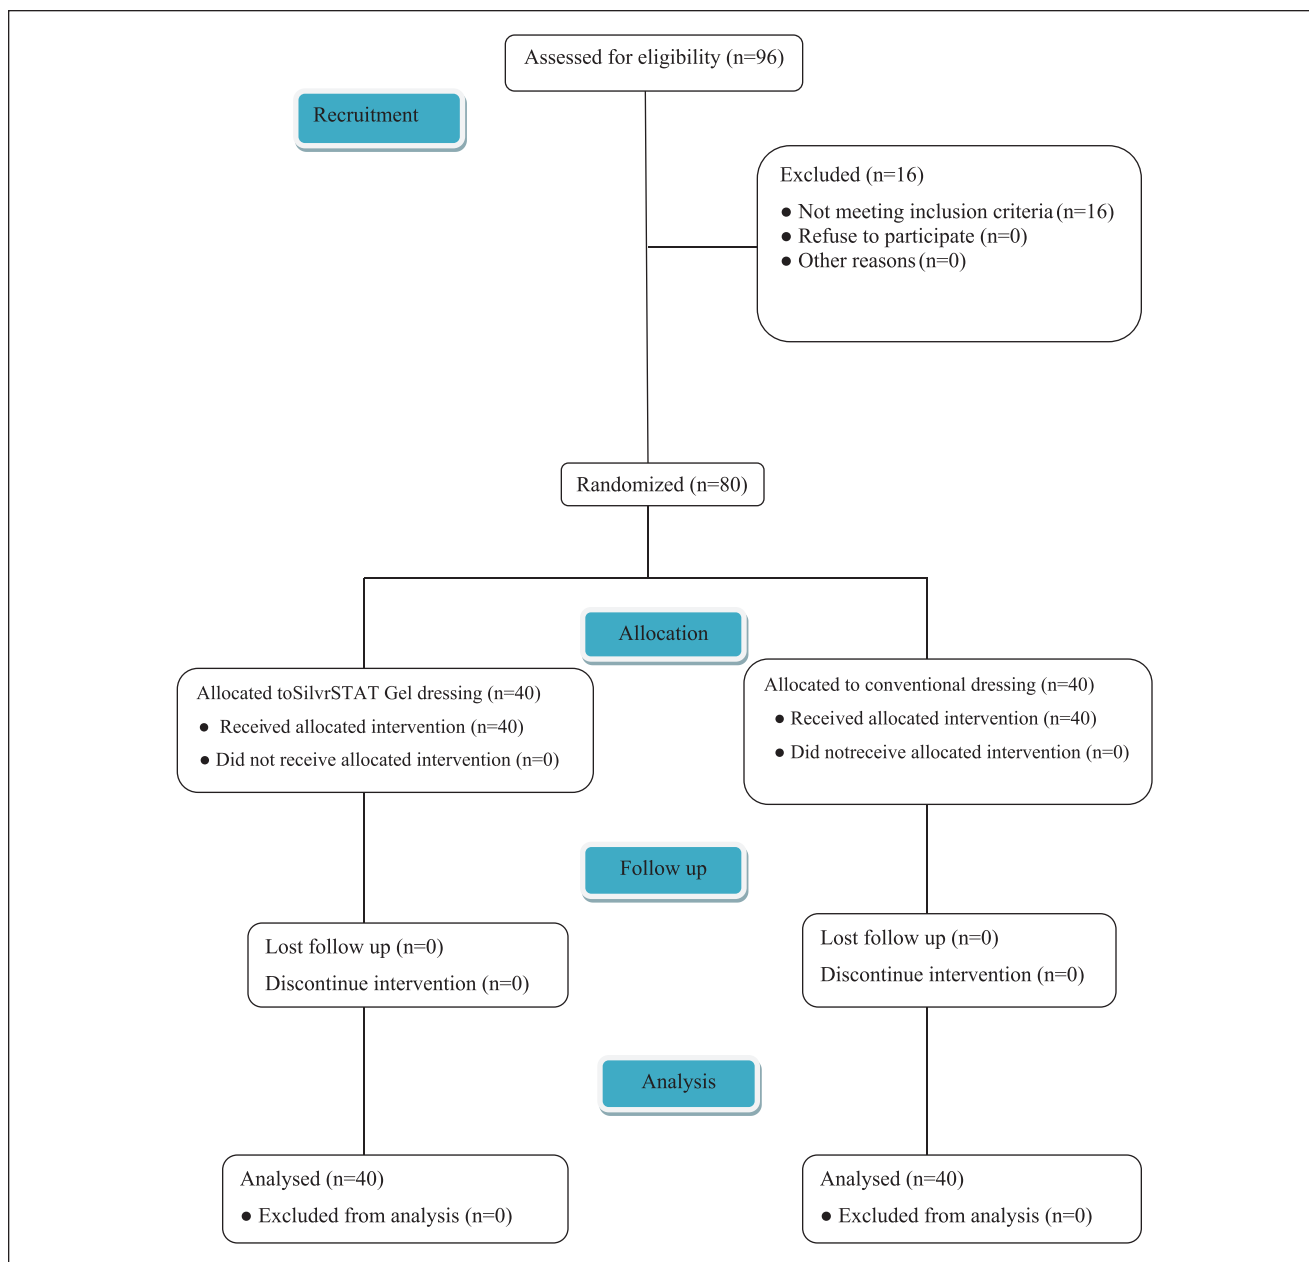 Assessed for eligibility (n=96)
Recruitment
Excluded (n=16)
● Not meeting inclusion criteria (n=16)
● Refuse to participate (n=0)
● Other reasons (n=0)
Randomized (n=80)
Allocation
Allocated toSilvrSTAT Gel dressing (n=40)
● Received allocated intervention (n=40)
● Did not receive allocated intervention (n=0)
Allocated to conventional dressing (n=40)
● Received allocated intervention (n=40)
● Did notreceive allocated intervention (n=0)
Follow up
Lost follow up (n=0)
Discontinue intervention (n=0)
Lost follow up (n=0)
Discontinue intervention (n=0)
Analysis
Analysed (n=40)
● Excluded from analysis (n=0)
Analysed (n=40)
● Excluded from analysis (n=0)